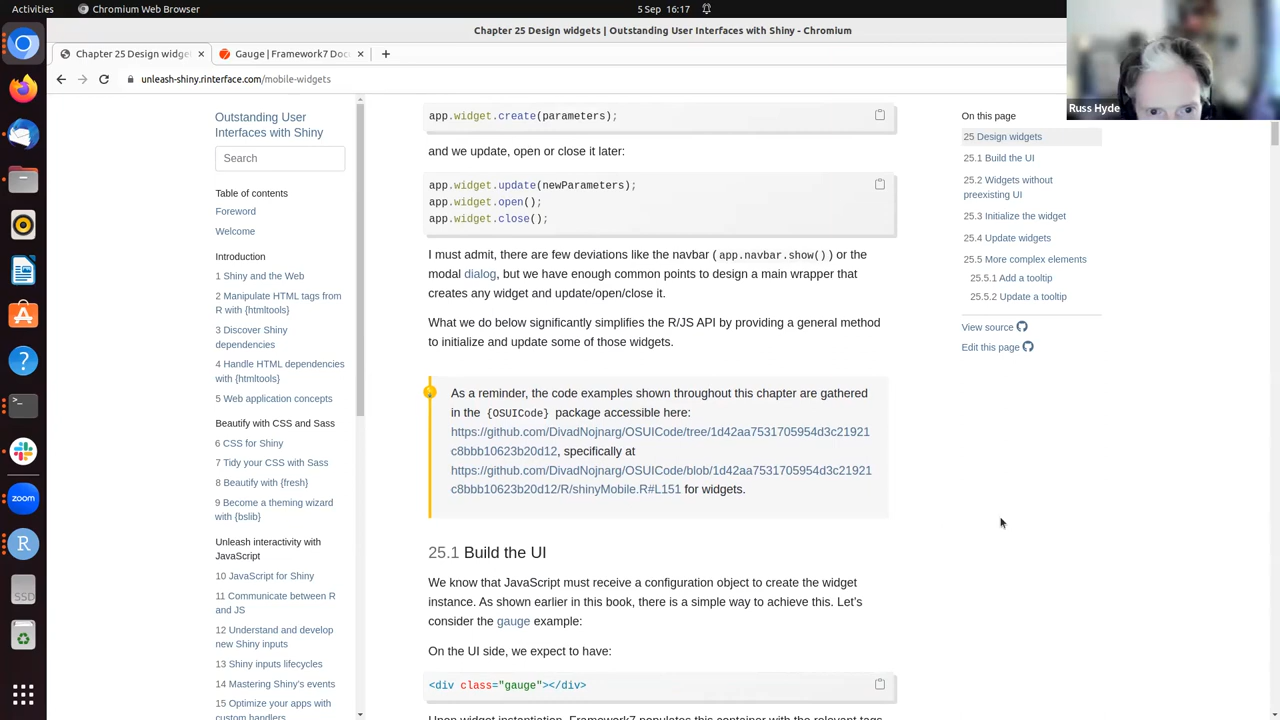 Activities
Chromium Web Browser
5 Sep 16:17
Chapter 25 Design widgets | Outstanding User Interfaces with Shiny - Chromium
Chapter 25 Design widge
Gauge | Framework7 Doc
unleash-shiny.rinterface.com/mobile-widgets
Russ Hyde
Outstanding User
Interfaces with Shiny
Search
Table of contents
Foreword
Welcome
Introduction
1 Shiny and the Web
2 Manipulate HTML tags from
R with {htmltools}
3 Discover Shiny
dependencies
4 Handle HTML dependencies
with {htmltools}
5 Web application concepts
Beautify with CSS and Sass
6 CSS for Shiny
7 Tidy your CSS with Sass
8 Beautify with {fresh}
9 Become a theming wizard
with {bslib}
Unleash interactivity with
JavaScript
10 JavaScript for Shiny
11 Communicate between R
and JS
12 Understand and develop
new Shiny inputs
13 Shiny inputs lifecycles
14 Mastering Shiny's events
15 Optimize your apps with
custom handlers
app.widget.create(parameters);
and we update, open or close it later:
app.widget.update(newParameters);
app.widget.open();
app.widget.close();
I must admit, there are few deviations like the navbar (app.navbar.show()) or the
modal dialog, but we have enough common points to design a main wrapper that
creates any widget and update/open/close it.
What we do below significantly simplifies the R/JS API by providing a general method
to initialize and update some of those widgets.
As a reminder, the code examples shown throughout this chapter are gathered
in the {OSUICode} package accessible here:
https://github.com/DivadNojnarg/OSUICode/tree/1d42aa7531705954d3c21921
c8bbb10623b20d12, specifically at
https://github.com/DivadNojnarg/OSUICode/blob/1d42aa7531705954d3c21921
c8bbb10623b20d12/R/shinyMobile.R#L151 for widgets.
25.1 Build the UI
We know that JavaScript must receive a configuration object to create the widget
instance. As shown earlier in this book, there is a simple way to achieve this. Let's
consider the gauge example:
On the UI side, we expect to have:
<div class="gauge"></div>
Upon widget instantiation, Framework7 populates this container with the relevant tags
On this page
25 Design widgets
25.1 Build the UI
25.2 Widgets without
preexisting UI
25.3 Initialize the widget
25.4 Update widgets
25.5 More complex elements
25.5.1 Add a tooltip
25.5.2 Update a tooltip
View source
Edit this page
zoom
R
SSD